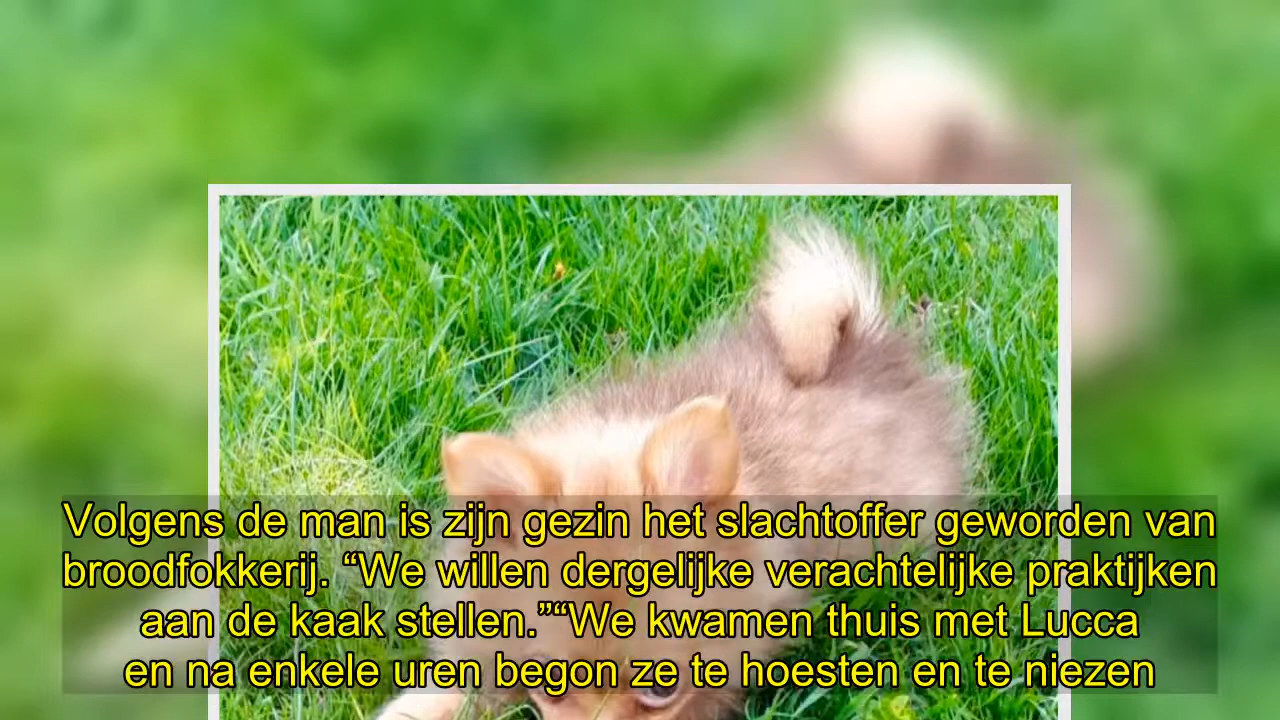 Volgens de man is zijn gezin het slachtoffer geworden van
broodfokkerij. “We willen dergelijke verachtelijke praktijken
aan de kaak stellen.”“We kwamen thuis met Lucca
en na enkele uren begon ze te hoesten en te niezen